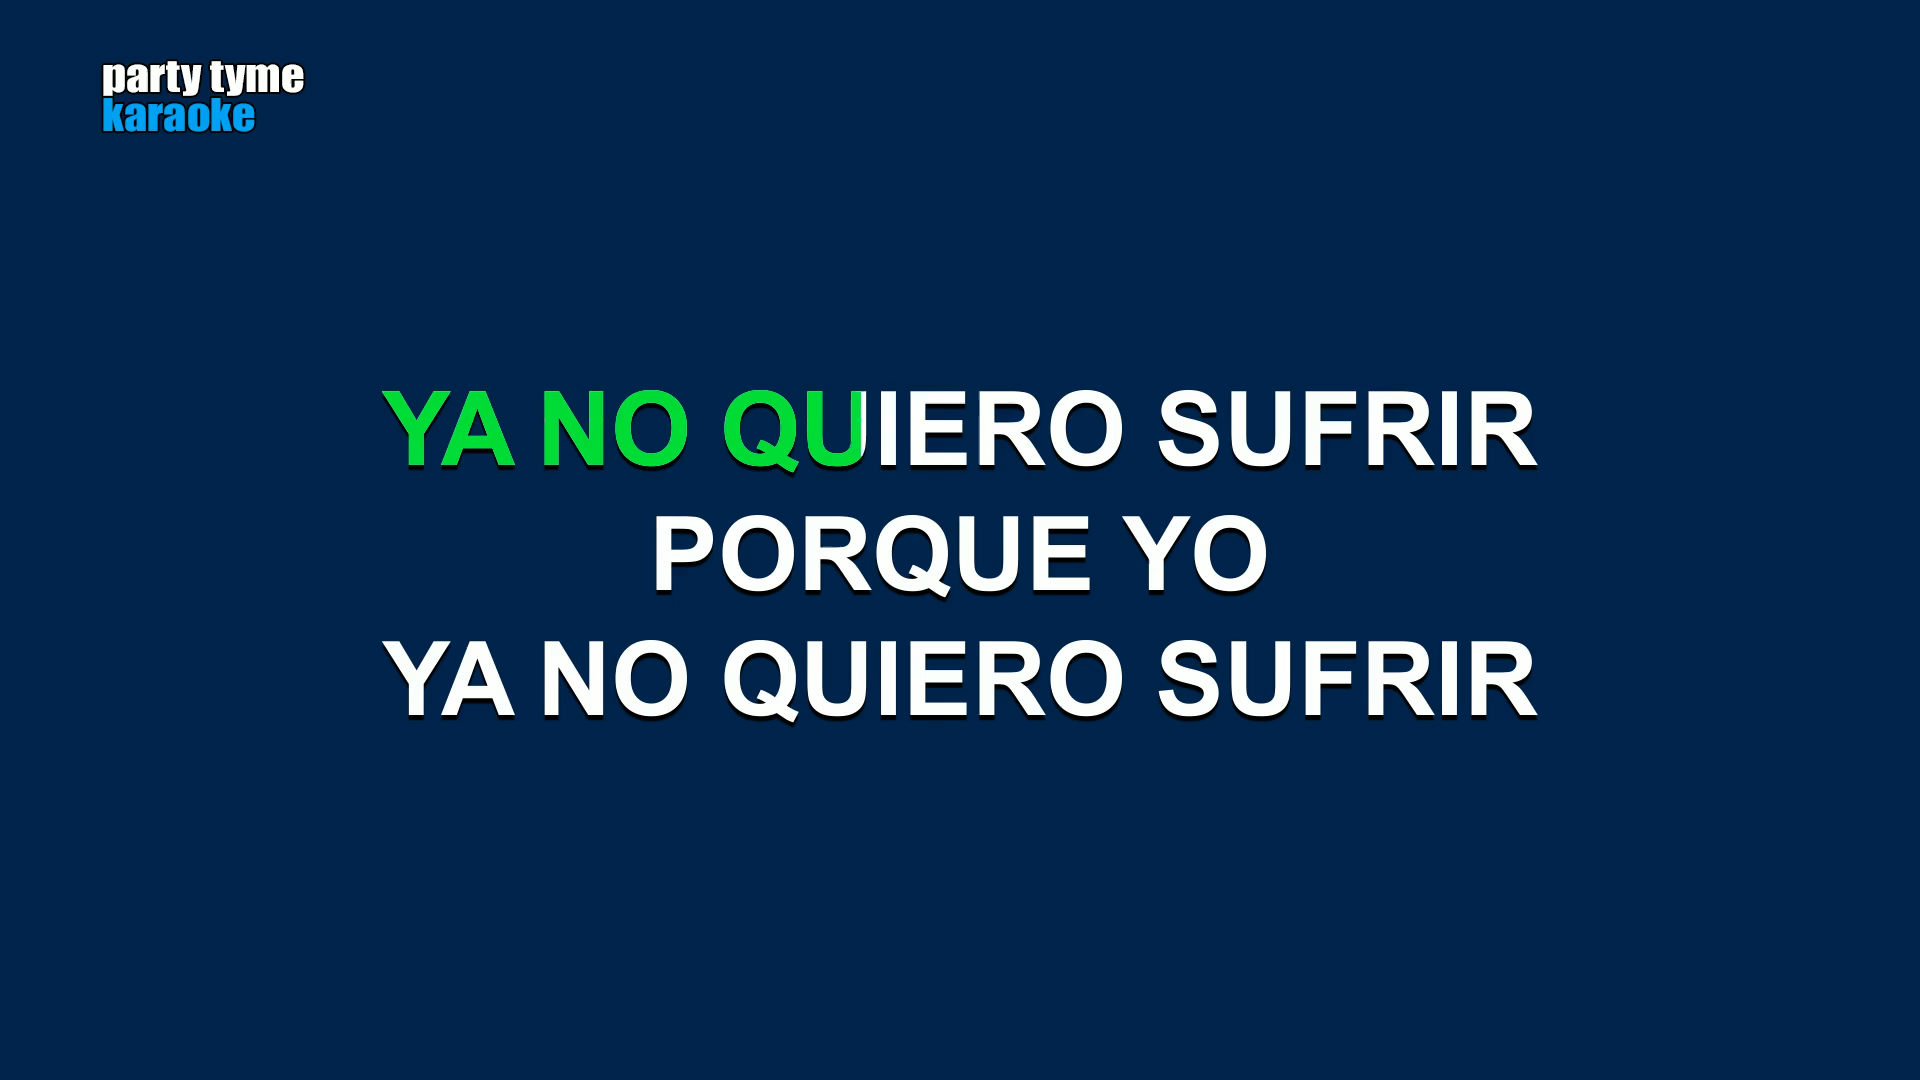 party tyme
karaoke
YA NO QUIERO SUFRIR
PORQUE YO
YA NO QUIERO SUFRIR